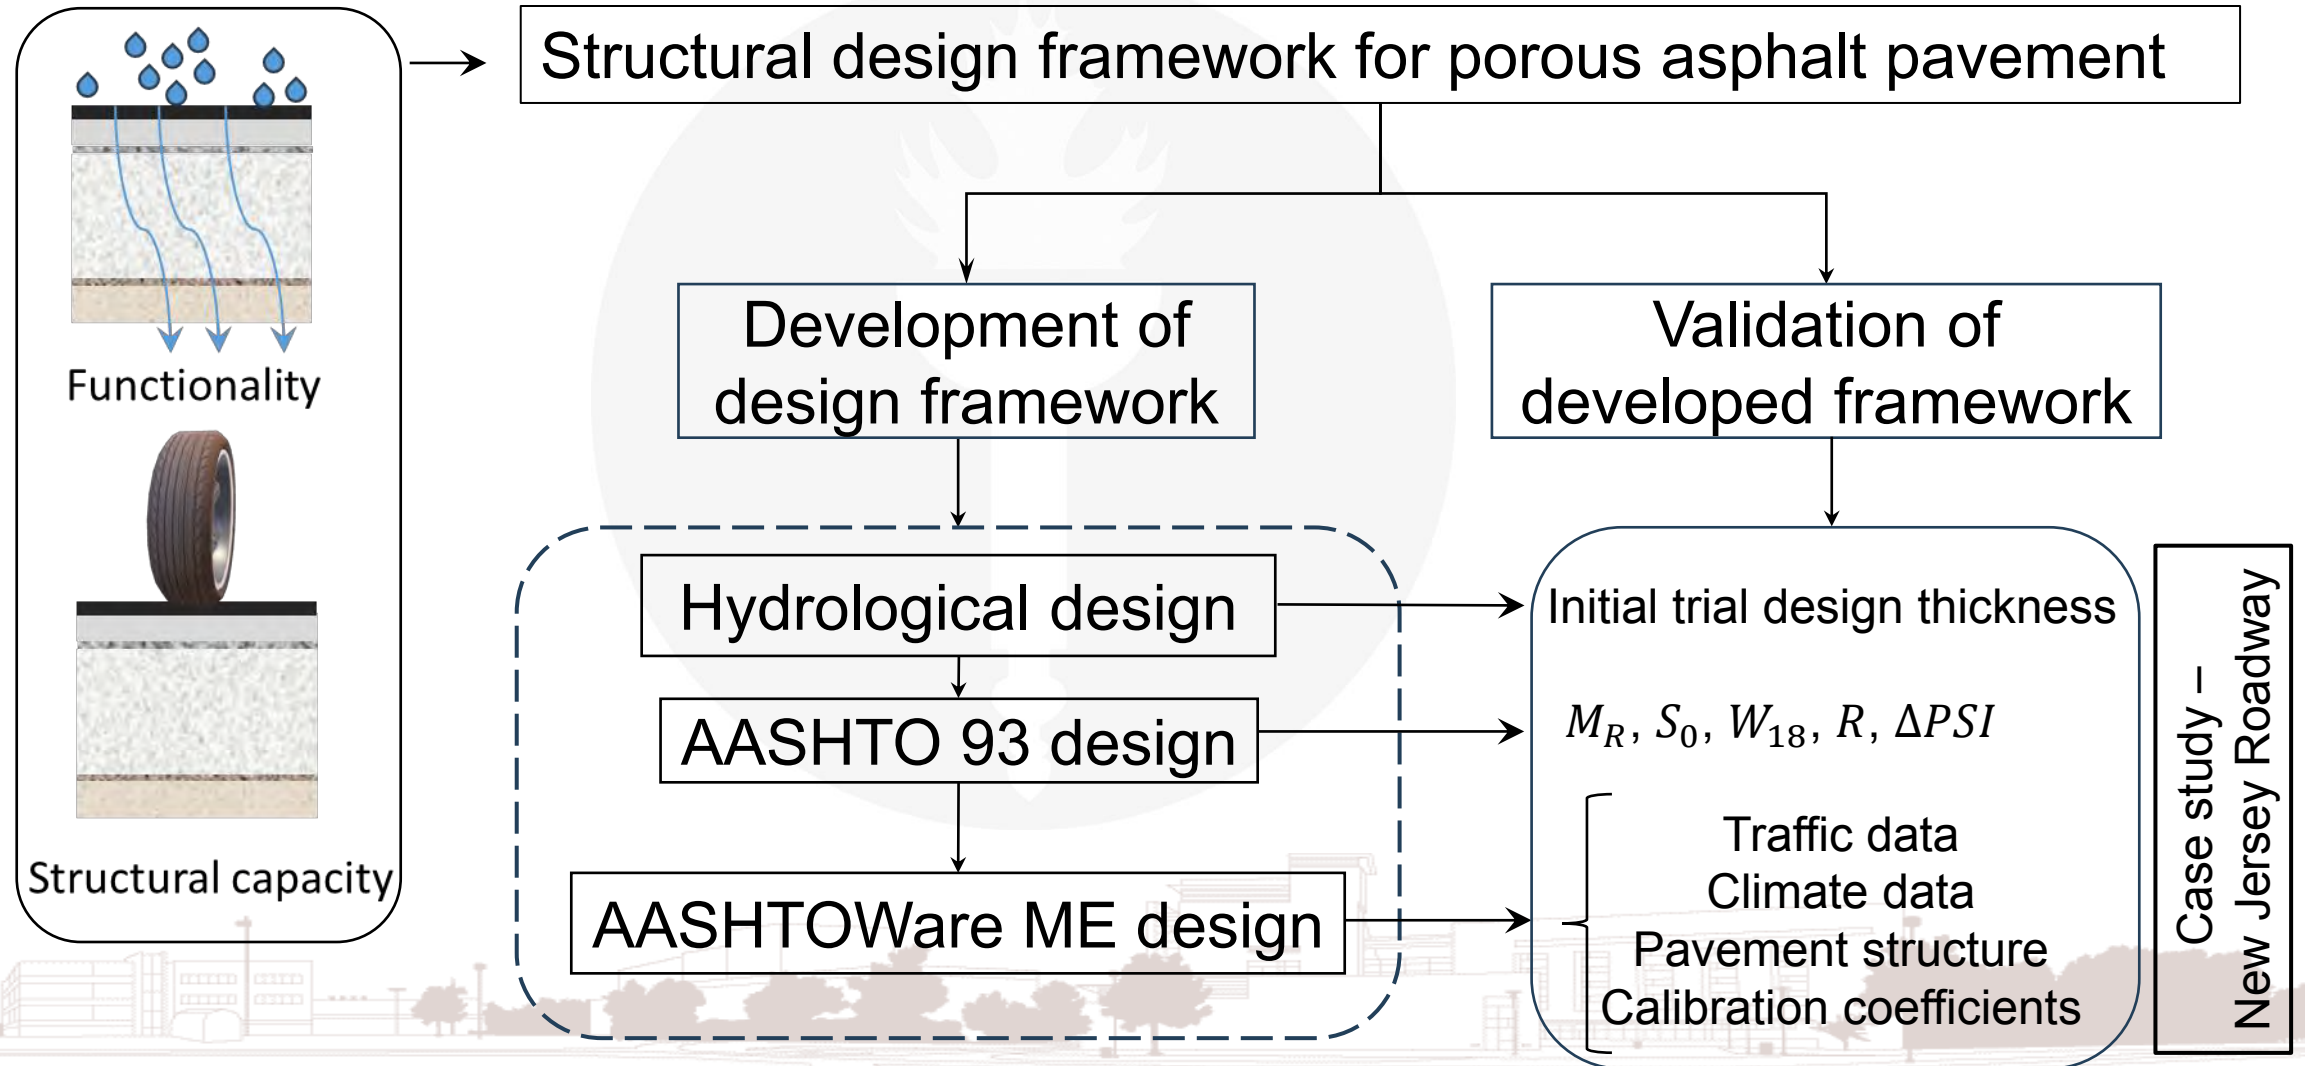 Structural design framework for porous asphalt pavement
Functionality
Structural capacity
Development of
design framework
Validation of
developed framework
Hydrological design
AASHTO 93 design
AASHTOWare ME design
Initial trial design thickness
M_R, S_0, W_18, R, ΔPSI
Traffic data
Climate data
Pavement structure
Calibration coefficients
Case study –
New Jersey Roadway